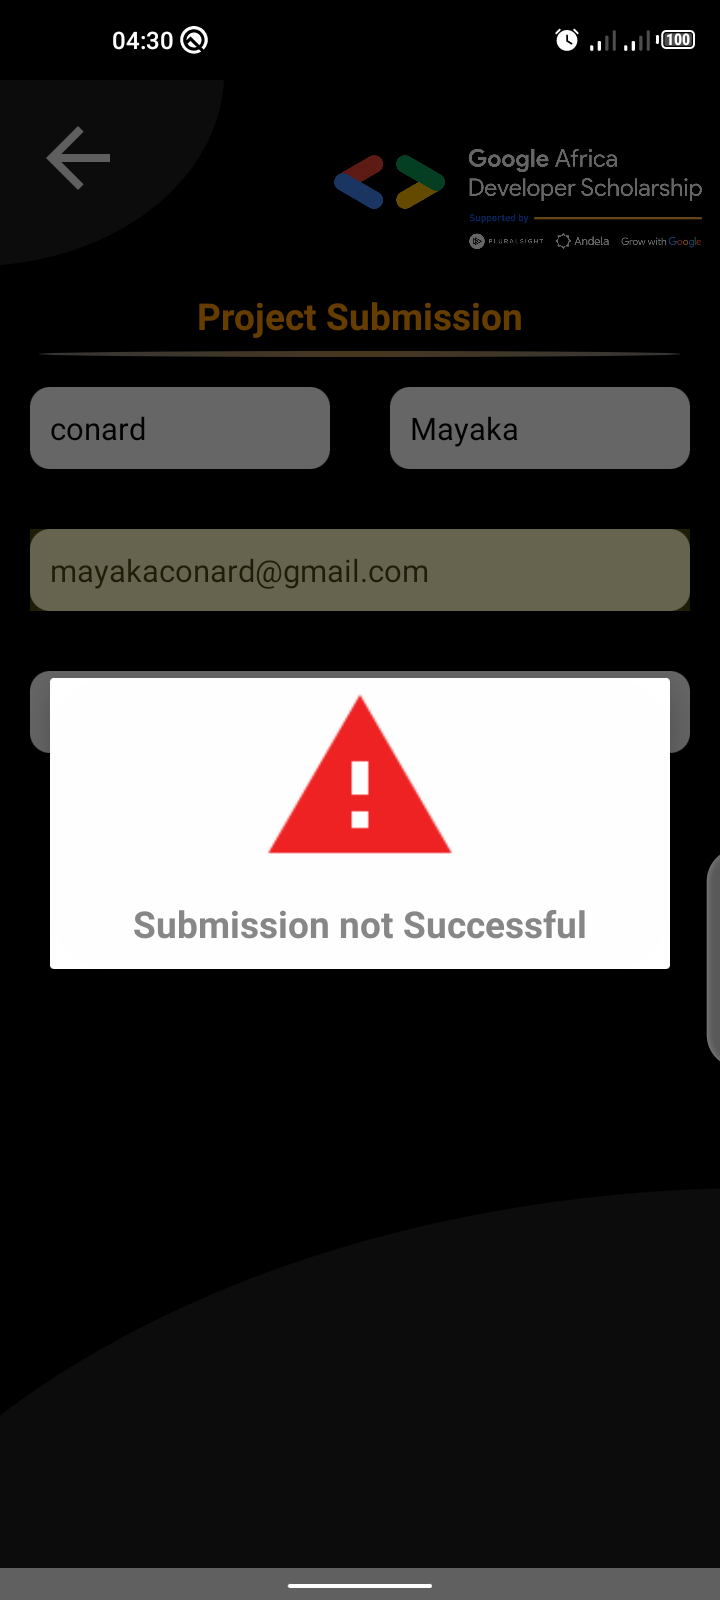 04:30
100
Google Africa
Developer Scholarship
Supported by
PLURALSIGHT Andela Grow with Google
Project Submission
conard Mayaka
mayakaconard@gmail.com
Submission not Successful